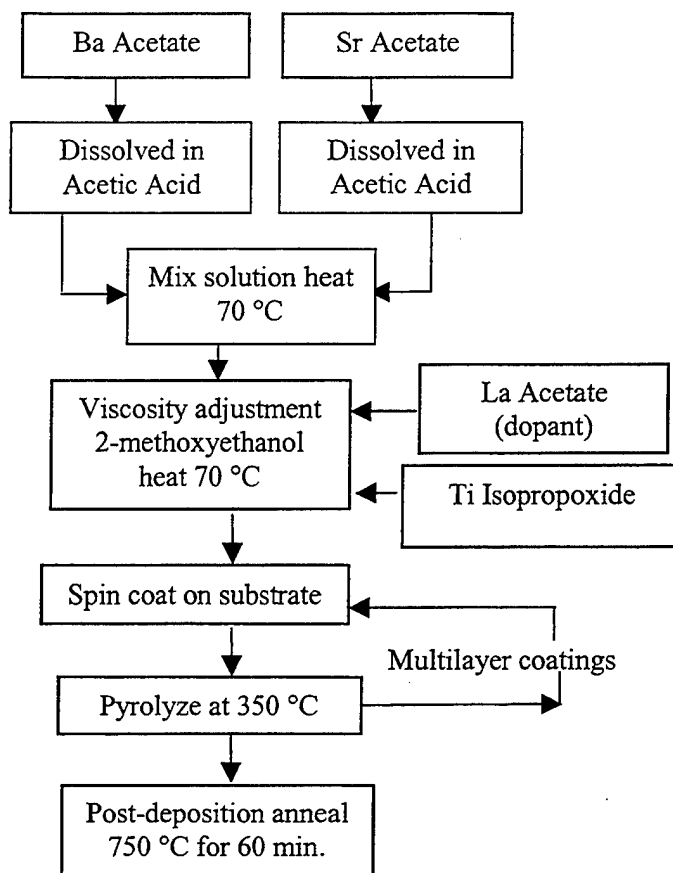 Ba Acetate
Sr Acetate
Dissolved in
Acetic Acid
Dissolved in
Acetic Acid
Mix solution heat
70 °C
Viscosity adjustment
2-methoxyethanol
heat 70 °C
La Acetate
(dopant)
Ti Isopropoxide
Spin coat on substrate
Multilayer coatings
Pyrolyze at 350 °C
Post-deposition anneal
750 °C for 60 min.